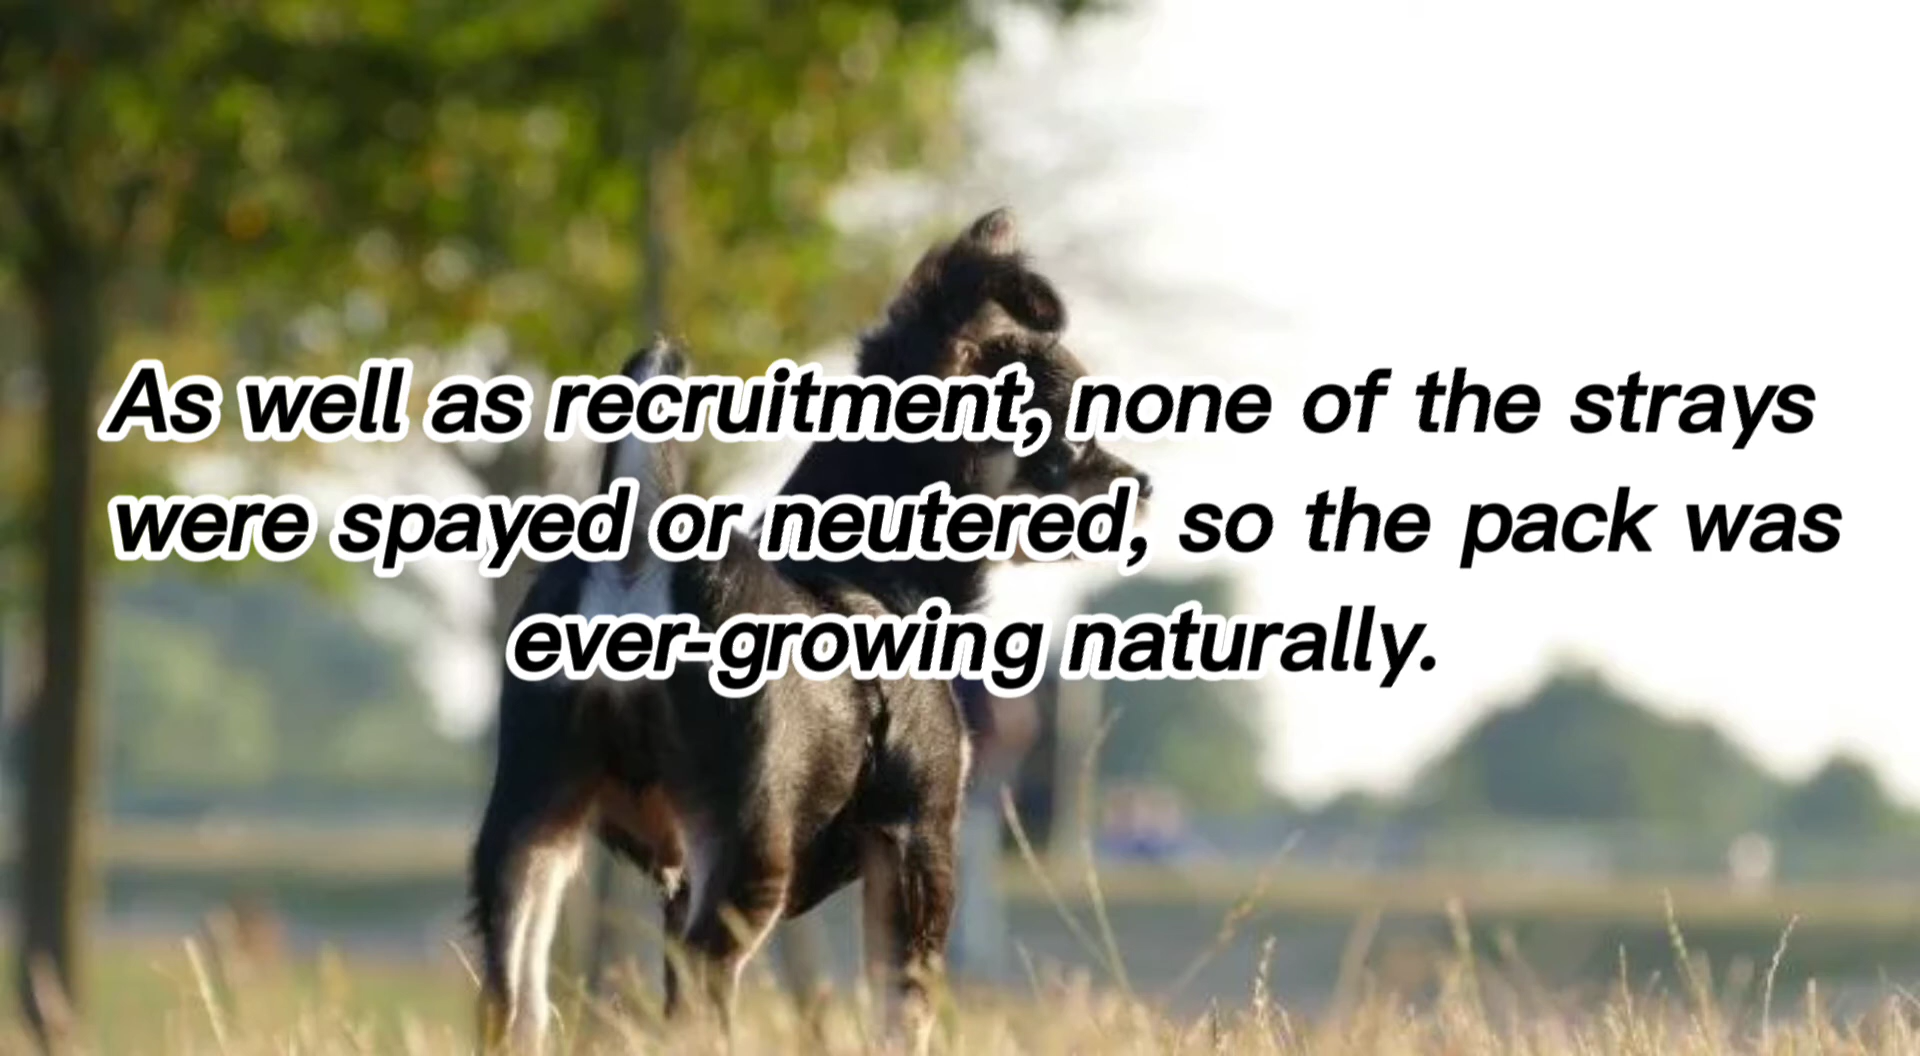 As well as recruitment, none of the strays
were spayed or neutered, so the pack was
ever-growing naturally.